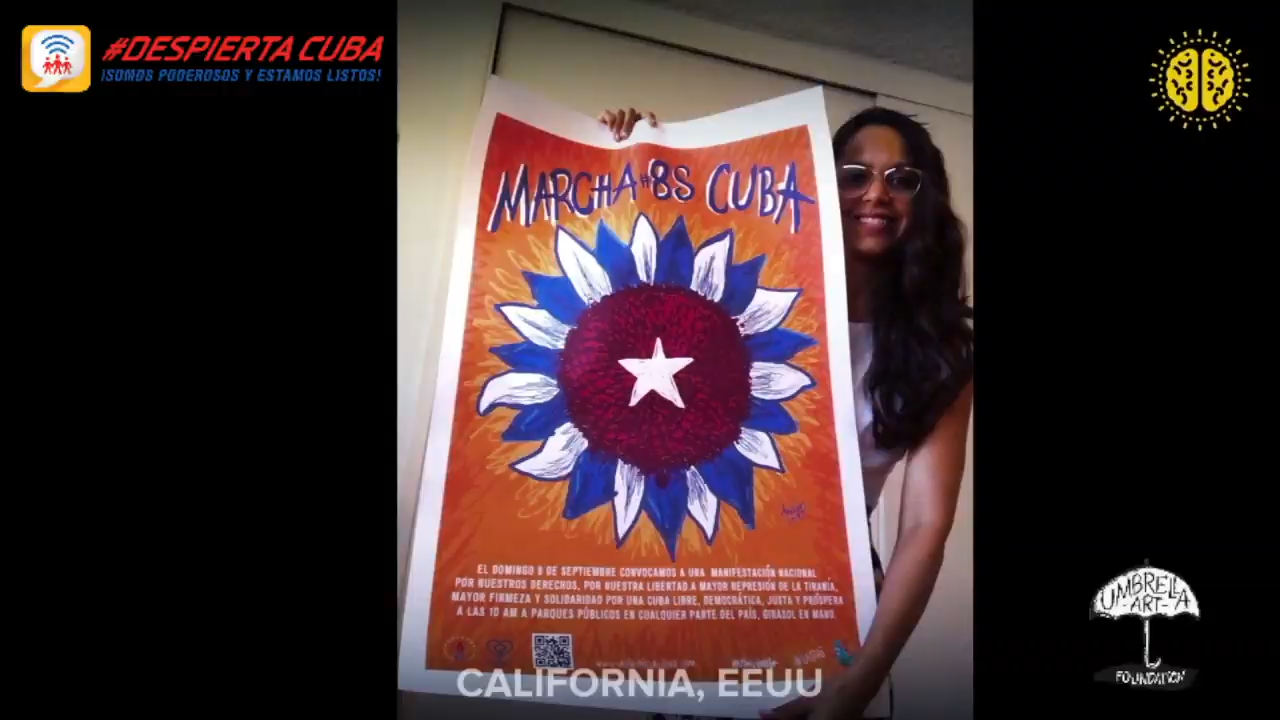 #DESPIERTA CUBA
¡SOMOS PODEROSOS Y ESTAMOS LISTOS!
MARCHA #8S CUBA
EL DOMINGO 8 DE SEPTIEMBRE CONVOCAMOS A UNA MANIFESTACIÓN NACIONAL
POR NUESTROS DERECHOS, POR NUESTRA LIBERTAD. A MAYOR REPRESIÓN DE LA TIRANÍA,
MAYOR FIRMEZA Y SOLIDARIDAD POR UNA CUBA LIBRE, DEMOCRÁTICA, JUSTA Y PRÓSPERA
A LAS 10 AM A PARQUES PÚBLICOS EN CUALQUIER PARTE DEL PAÍS, GIRASOL EN MANO.
CALIFORNIA, EEUU
UMBRELLA
-ART-
FOUNDATION